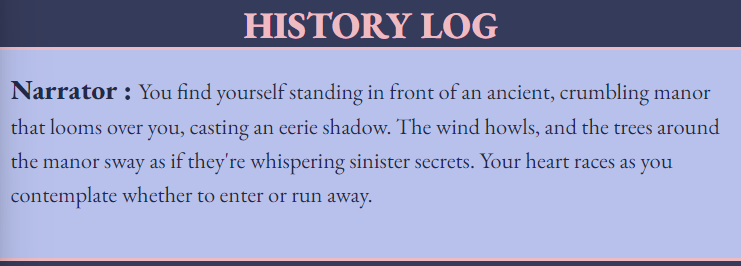 HISTORY LOG
Narrator : You find yourself standing in front of an ancient, crumbling manor
that looms over you, casting an eerie shadow. The wind howls, and the trees around
the manor sway as if they're whispering sinister secrets. Your heart races as you
contemplate whether to enter or run away.